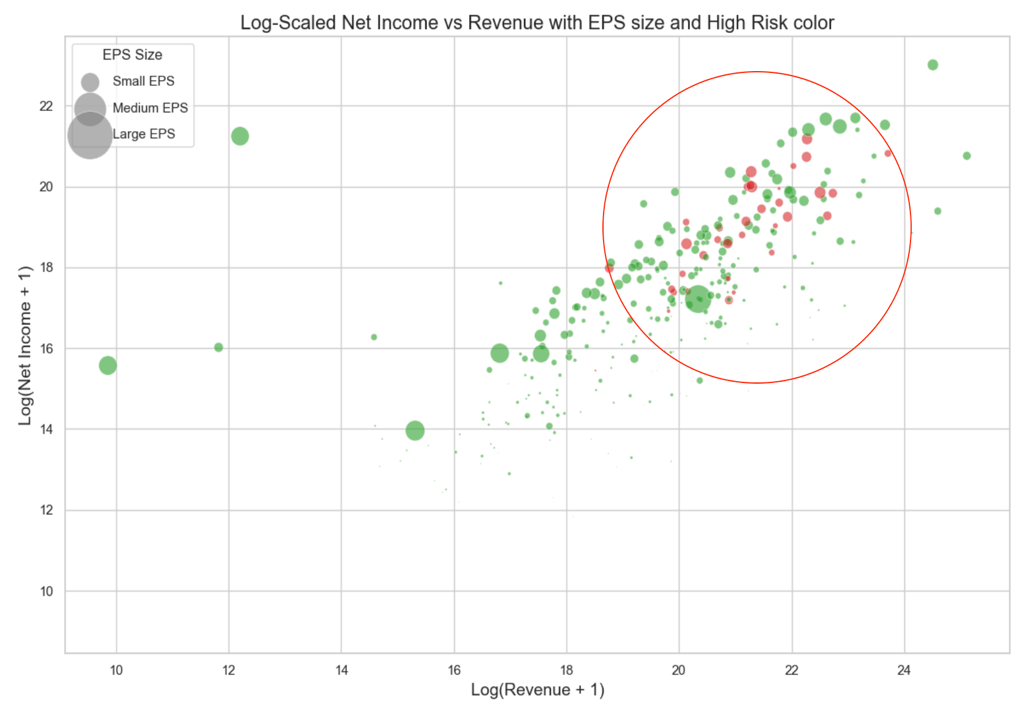 Log-Scaled Net Income vs Revenue with EPS size and High Risk color
EPS Size
Small EPS
Medium EPS
Large EPS
Log(Net Income + 1)
22
20
18
16
14
12
10
10 12 14 16 18 20 22 24
Log(Revenue + 1)